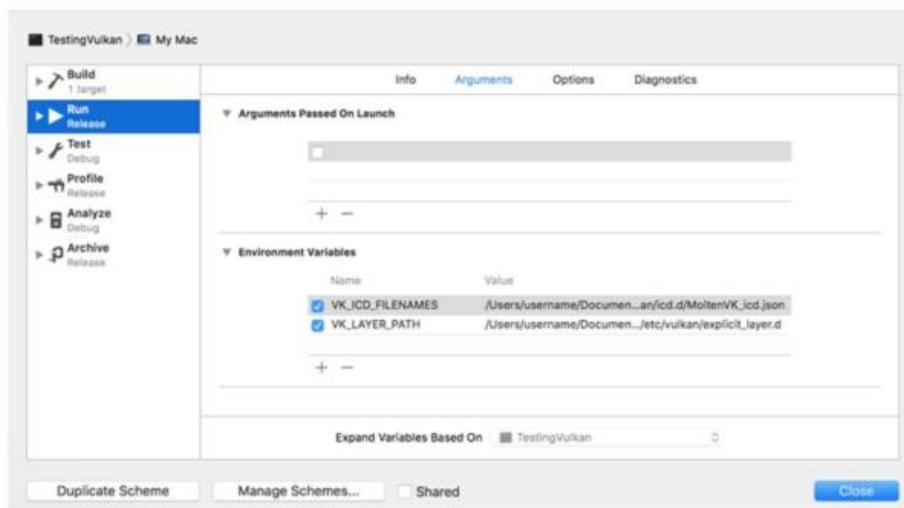 TestingVulkan My Mac
Build
1 target
Run
Release
Test
Debug
Profile
Release
Analyze
Debug
Archive
Release
Info Arguments Options Diagnostics
Arguments Passed On Launch
+ −
Environment Variables
Name Value
VK_ICD_FILENAMES /Users/username/Documen...an/icd.d/MoltenVK_icd.json
VK_LAYER_PATH /Users/username/Documen.../etc/vulkan/explicit_layer.d
+ −
Expand Variables Based On TestingVulkan
Duplicate Scheme Manage Schemes... Shared Close